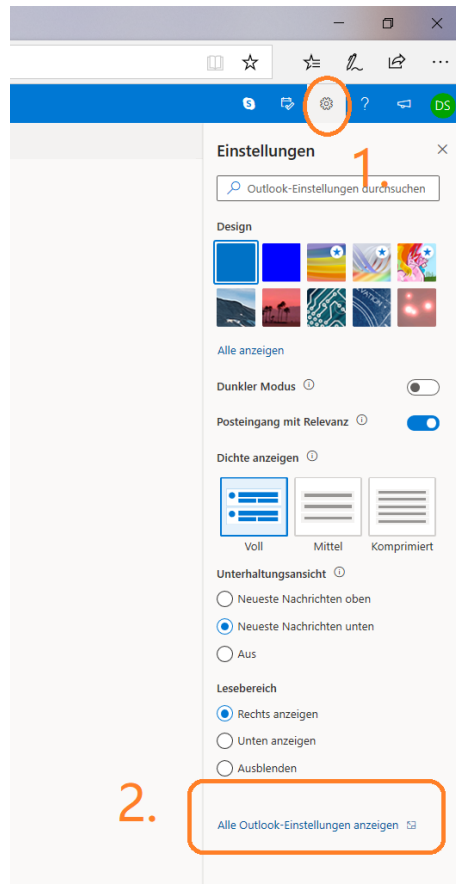 ?
DS
1.
Einstellungen
Outlook-Einstellungen durchsuchen
Design
Alle anzeigen
Dunkler Modus
Posteingang mit Relevanz
Dichte anzeigen
Voll Mittel Komprimiert
Unterhaltungsansicht
Neueste Nachrichten oben
Neueste Nachrichten unten
Aus
Lesebereich
Rechts anzeigen
Unten anzeigen
Ausblenden
2.
Alle Outlook-Einstellungen anzeigen